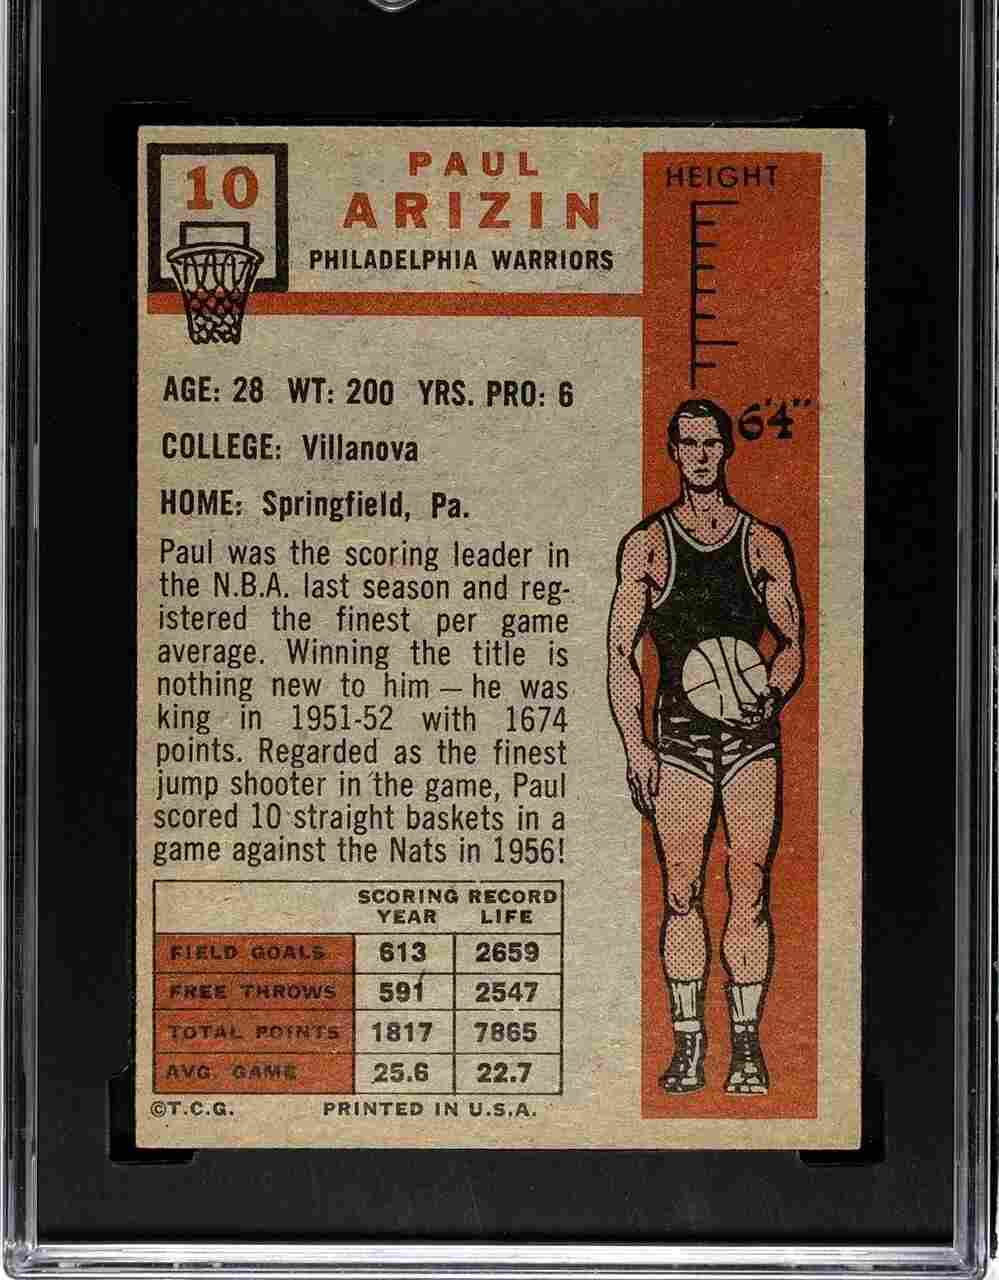 10
PAUL
ARIZIN
PHILADELPHIA WARRIORS
HEIGHT
6'4"
AGE: 28 WT: 200 YRS. PRO: 6
COLLEGE: Villanova
HOME: Springfield, Pa.
Paul was the scoring leader in
the N.B.A. last season and reg-
istered the finest per game
average. Winning the title is
nothing new to him — he was
king in 1951-52 with 1674
points. Regarded as the finest
jump shooter in the game, Paul
scored 10 straight baskets in a
game against the Nats in 1956!
SCORING RECORD
YEAR LIFE
FIELD GOALS 613 2659
FREE THROWS 591 2547
TOTAL POINTS 1817 7865
AVG. GAME 25.6 22.7
©T.C.G. PRINTED IN U.S.A.